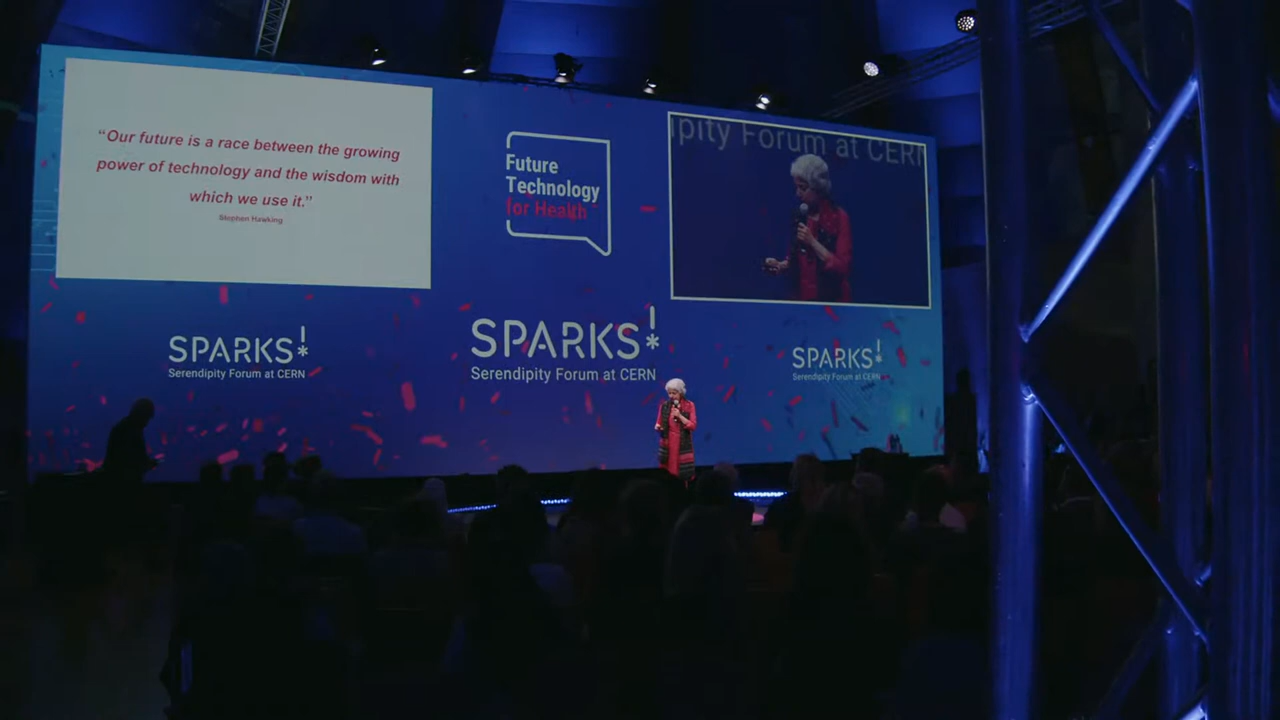 “Our future is a race between the growing
power of technology and the wisdom with
which we use it.”
Stephen Hawking
Future
Technology
for Health
pity Forum at CERN
SPARKS!
Serendipity Forum at CERN
SPARKS!
Serendipity Forum at CERN
SPARKS!
Serendipity Forum at CERN